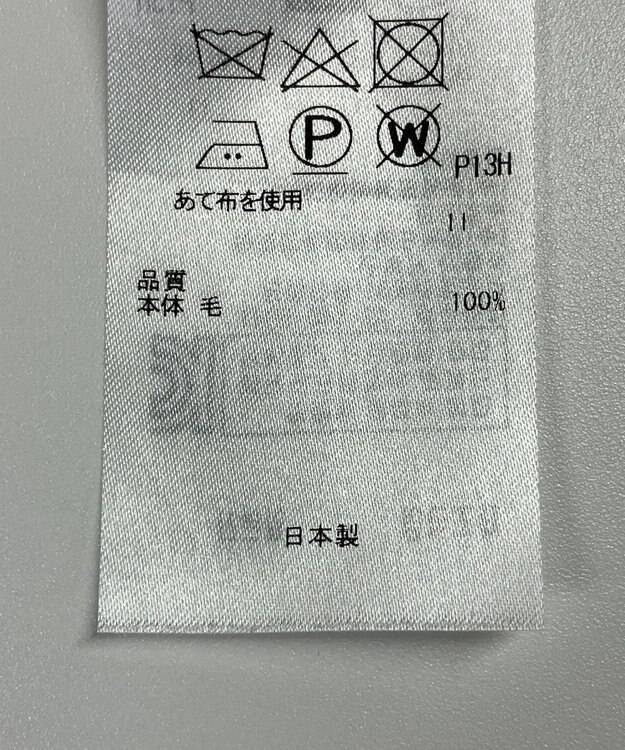 P W P13H
あて布を使用
11
品質
本体 毛 100%
日本製